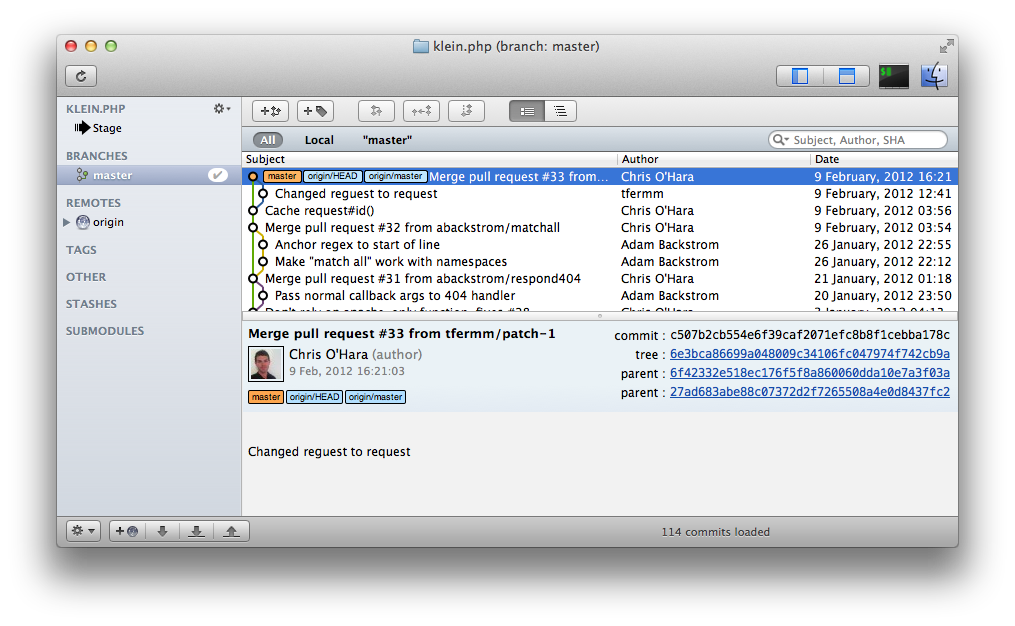 klein.php (branch: master)
KLEIN.PHP
Stage
BRANCHES
master
REMOTES
origin
TAGS
OTHER
STASHES
SUBMODULES
All Local "master" Subject, Author, SHA
Subject Author Date
master origin/HEAD origin/master Merge pull request #33 from... Chris O'Hara 9 February, 2012 16:21
Changed reguest to request tfermm 9 February, 2012 12:41
Cache request#id() Chris O'Hara 9 February, 2012 03:56
Merge pull request #32 from abackstrom/matchall Chris O'Hara 9 February, 2012 03:54
Anchor regex to start of line Adam Backstrom 26 January, 2012 22:55
Make "match all" work with namespaces Adam Backstrom 26 January, 2012 22:12
Merge pull request #31 from abackstrom/respond404 Chris O'Hara 21 January, 2012 01:18
Pass normal callback args to 404 handler Adam Backstrom 20 January, 2012 23:50
Merge pull request #33 from tfermm/patch-1
Chris O'Hara (author)
9 Feb, 2012 16:21:03
master origin/HEAD origin/master
commit : c507b2cb554e6f39caf2071efc8b8f1cebba178c
tree : 6e3bca86699a048009c34106fc047974f742cb9a
parent : 6f42332e518ec176f5f8a860060dda10e7a3f03a
parent : 27ad683abe88c07372d2f7265508a4e0d8437fc2
Changed reguest to request
114 commits loaded